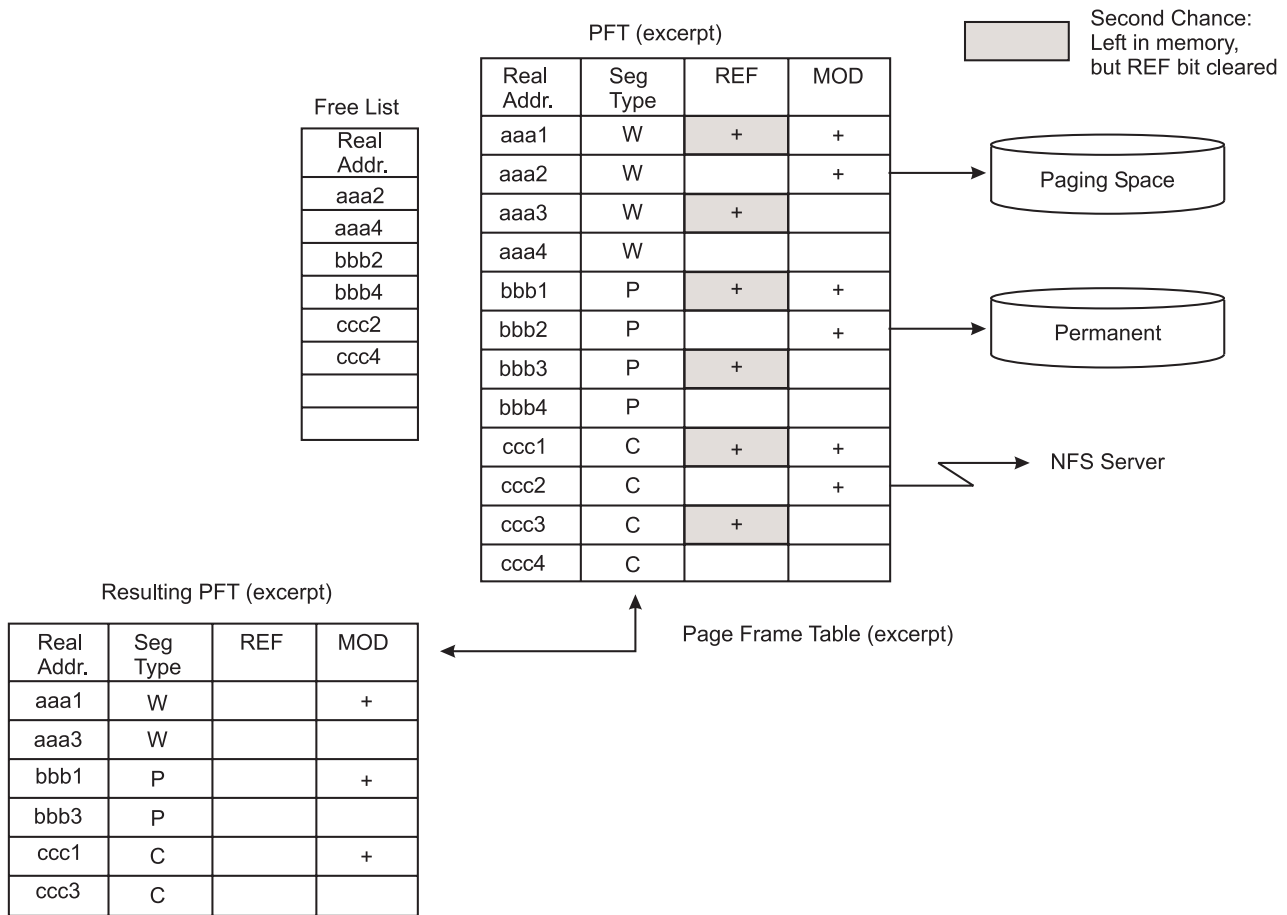 PFT (excerpt)
Second Chance:
Left in memory,
but REF bit cleared
Real Addr. Seg Type REF MOD
aaa1 W + +
aaa2 W +
aaa3 W +
aaa4 W
bbb1 P + +
bbb2 P +
bbb3 P +
bbb4 P
ccc1 C + +
ccc2 C +
ccc3 C +
ccc4 C
Free List
Real
Addr.
aaa2
aaa4
bbb2
bbb4
ccc2
ccc4
Paging Space
Permanent
NFS Server
Page Frame Table (excerpt)
Resulting PFT (excerpt)
Real Addr. Seg Type REF MOD
aaa1 W +
aaa3 W
bbb1 P +
bbb3 P
ccc1 C +
ccc3 C